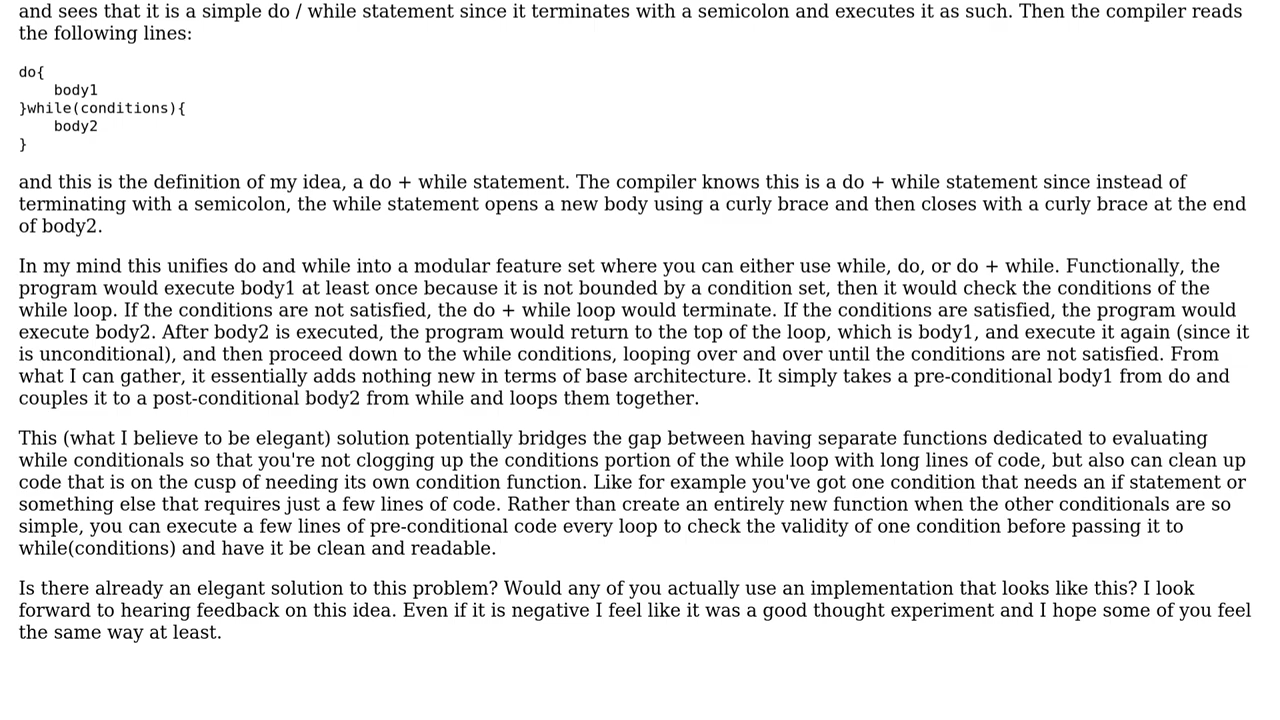 and sees that it is a simple do / while statement since it terminates with a semicolon and executes it as such. Then the compiler reads
the following lines:
do{
    body1
}while(conditions){
    body2
}
and this is the definition of my idea, a do + while statement. The compiler knows this is a do + while statement since instead of
terminating with a semicolon, the while statement opens a new body using a curly brace and then closes with a curly brace at the end
of body2.
In my mind this unifies do and while into a modular feature set where you can either use while, do, or do + while. Functionally, the
program would execute body1 at least once because it is not bounded by a condition set, then it would check the conditions of the
while loop. If the conditions are not satisfied, the do + while loop would terminate. If the conditions are satisfied, the program would
execute body2. After body2 is executed, the program would return to the top of the loop, which is body1, and execute it again (since it
is unconditional), and then proceed down to the while conditions, looping over and over until the conditions are not satisfied. From
what I can gather, it essentially adds nothing new in terms of base architecture. It simply takes a pre-conditional body1 from do and
couples it to a post-conditional body2 from while and loops them together.
This (what I believe to be elegant) solution potentially bridges the gap between having separate functions dedicated to evaluating
while conditionals so that you're not clogging up the conditions portion of the while loop with long lines of code, but also can clean up
code that is on the cusp of needing its own condition function. Like for example you've got one condition that needs an if statement or
something else that requires just a few lines of code. Rather than create an entirely new function when the other conditionals are so
simple, you can execute a few lines of pre-conditional code every loop to check the validity of one condition before passing it to
while(conditions) and have it be clean and readable.
Is there already an elegant solution to this problem? Would any of you actually use an implementation that looks like this? I look
forward to hearing feedback on this idea. Even if it is negative I feel like it was a good thought experiment and I hope some of you feel
the same way at least.